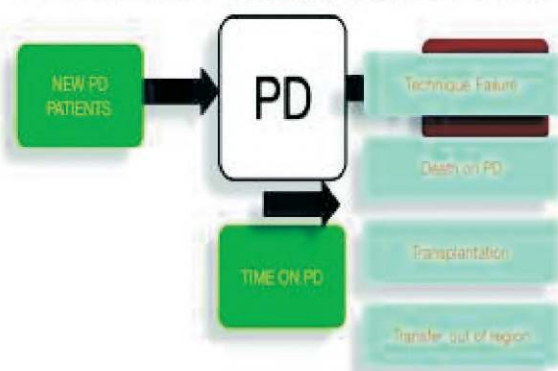 NEW PD
PATIENTS
PD
Technique Failure
Death on PD
TIME ON PD
Transplantation
Transfer out of region